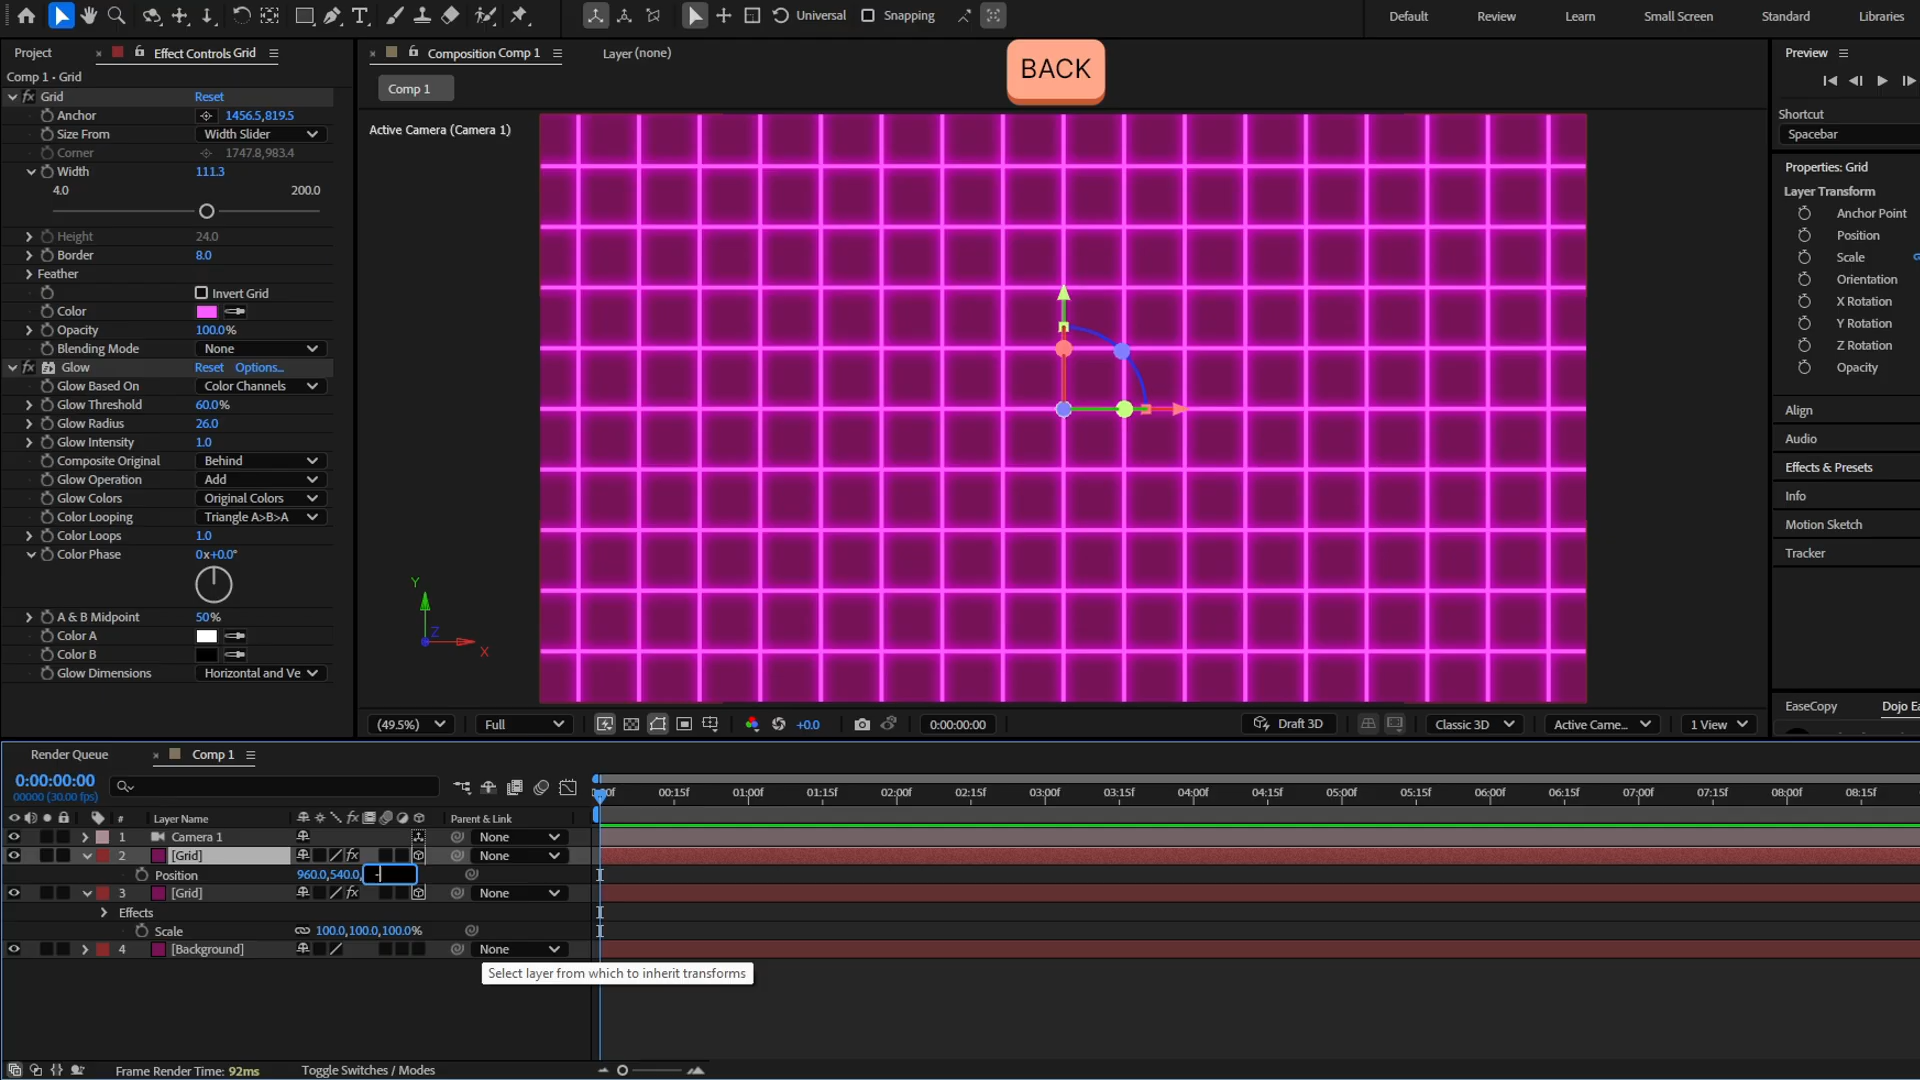 Universal
Snapping
Default
Review
Learn
Small Screen
Standard
Libraries
Project
Effect Controls Grid
Composition Comp 1
Layer (none)
Preview
BACK
Comp 1 • Grid
Comp 1
Grid
Reset
Anchor
1456.5,819.5
Size From
Width Slider
Corner
1747.8,983.4
Width
111.3
4.0
200.0
Height
24.0
Border
8.0
Feather
Invert Grid
Color
Opacity
100.0%
Blending Mode
None
Glow
Reset
Options...
Glow Based On
Color Channels
Glow Threshold
60.0%
Glow Radius
26.0
Glow Intensity
1.0
Composite Original
Behind
Glow Operation
Add
Glow Colors
Original Colors
Color Looping
Triangle A>B>A
Color Loops
1.0
Color Phase
0x+0.0°
A & B Midpoint
50%
Color A
Color B
Glow Dimensions
Horizontal and Ve
Active Camera (Camera 1)
Y
Z
X
Shortcut
Spacebar
Properties: Grid
Layer Transform
Anchor Point
Position
Scale
Orientation
X Rotation
Y Rotation
Z Rotation
Opacity
Align
Audio
Effects & Presets
Info
Motion Sketch
Tracker
EaseCopy
Dojo Ea
(49.5%)
Full
+0.0
0:00:00:00
Draft 3D
Classic 3D
Active Came...
1 View
Render Queue
Comp 1
0:00:00:00
00000 (30.00 fps)
00:15f
01:00f
01:15f
02:00f
02:15f
03:00f
03:15f
04:00f
04:15f
05:00f
05:15f
06:00f
06:15f
07:00f
07:15f
08:00f
08:15f
#
Layer Name
fx
Parent & Link
1
Camera 1
None
2
[Grid]
fx
None
Position
960.0,540.0,
-
3
[Grid]
fx
None
Effects
Scale
100.0,100.0,100.0%
4
[Background]
None
Select layer from which to inherit transforms
Frame Render Time: 92ms
Toggle Switches / Modes